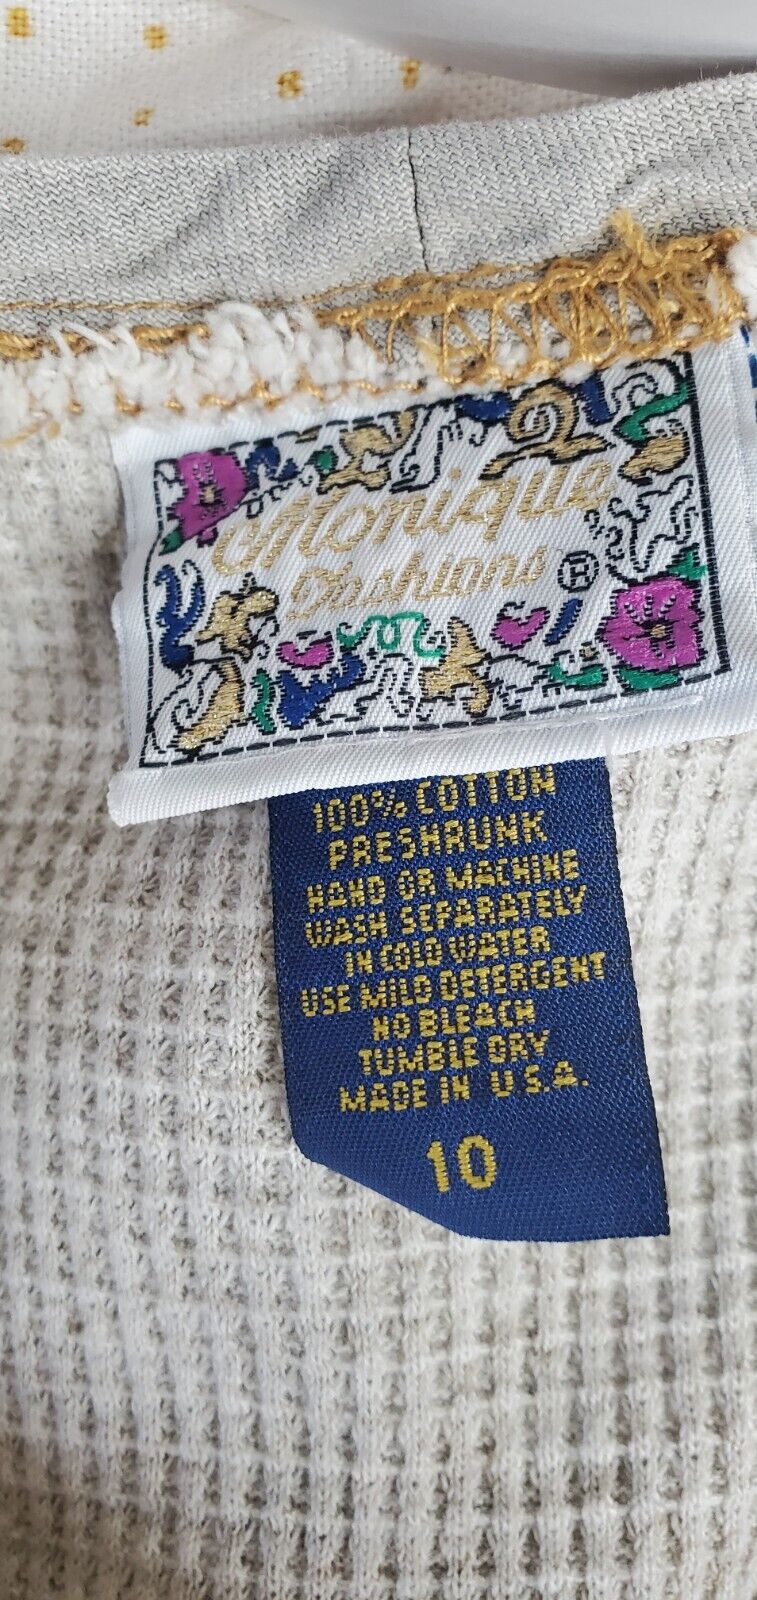 Monique
Fashions ®
100% COTTON
PRESHRUNK
HAND OR MACHINE
WASH SEPARATELY
IN COLD WATER
USE MILD DETERGENT
NO BLEACH
TUMBLE DRY
MADE IN U.S.A.
10